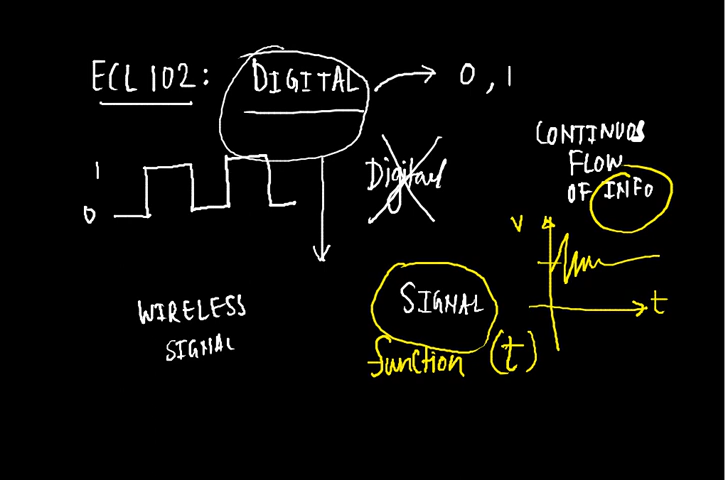 ECL 102: DIGITAL → 0, 1
1
0
Digital
CONTINUOS
FLOW
OF INFO
V
t
WIRELESS
SIGNAL
SIGNAL
function (t)